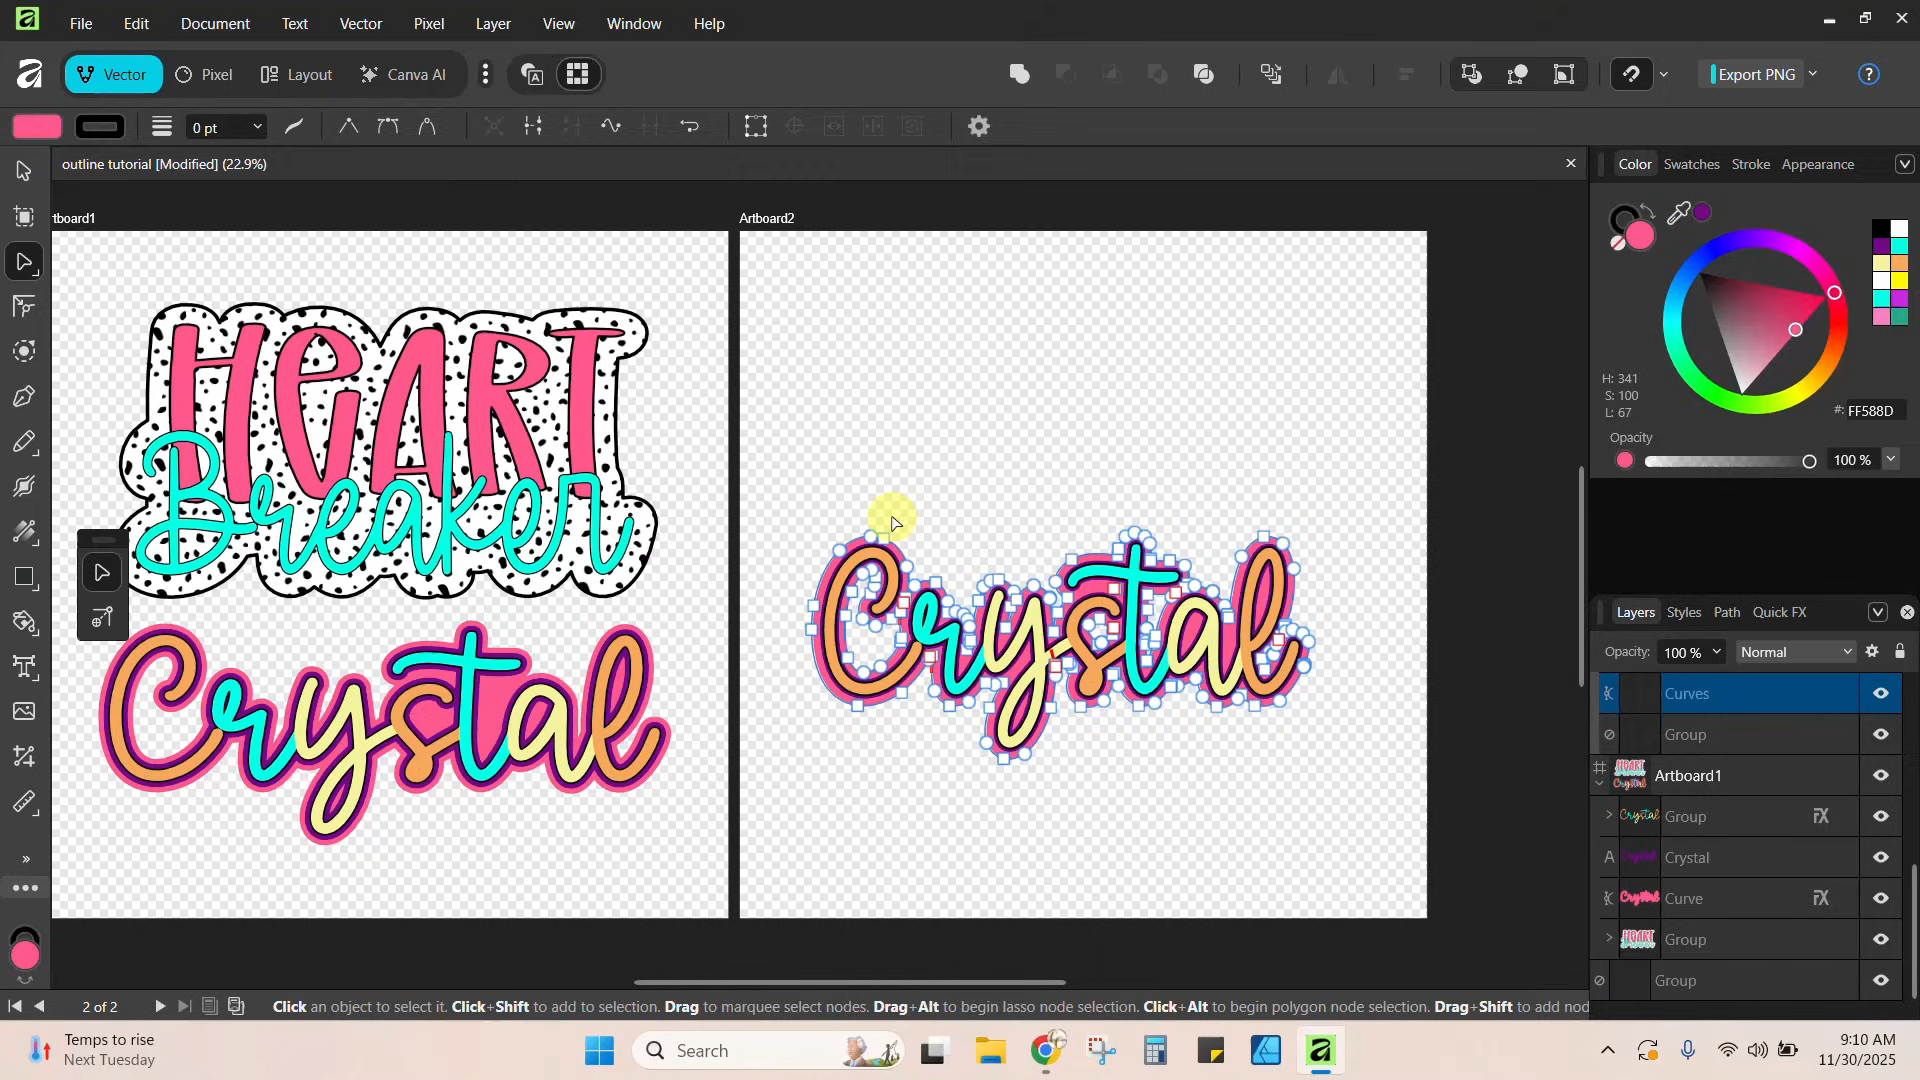 File Edit Document Text Vector Pixel Layer View Window Help
Vector Pixel Layout Canva AI Export PNG
0 pt
outline tutorial [Modified] (22.9%)
Color Swatches Stroke Appearance
tboard1
Artboard2
HEART
Breaker
Crystal
Crystal
H: 341
S: 100
L: 67
#: FF588D
Opacity
100 %
Layers Styles Path Quick FX
Opacity: 100 % Normal
Curves
Group
Artboard1
Group FX
Crystal
Curve FX
Group
Group
2 of 2
Click an object to select it. Click+Shift to add to selection. Drag to marquee select nodes. Drag+Alt to begin lasso node selection. Click+Alt to begin polygon node selection. Drag+Shift to add nod
Temps to rise
Next Tuesday
Search
9:10 AM
11/30/2025